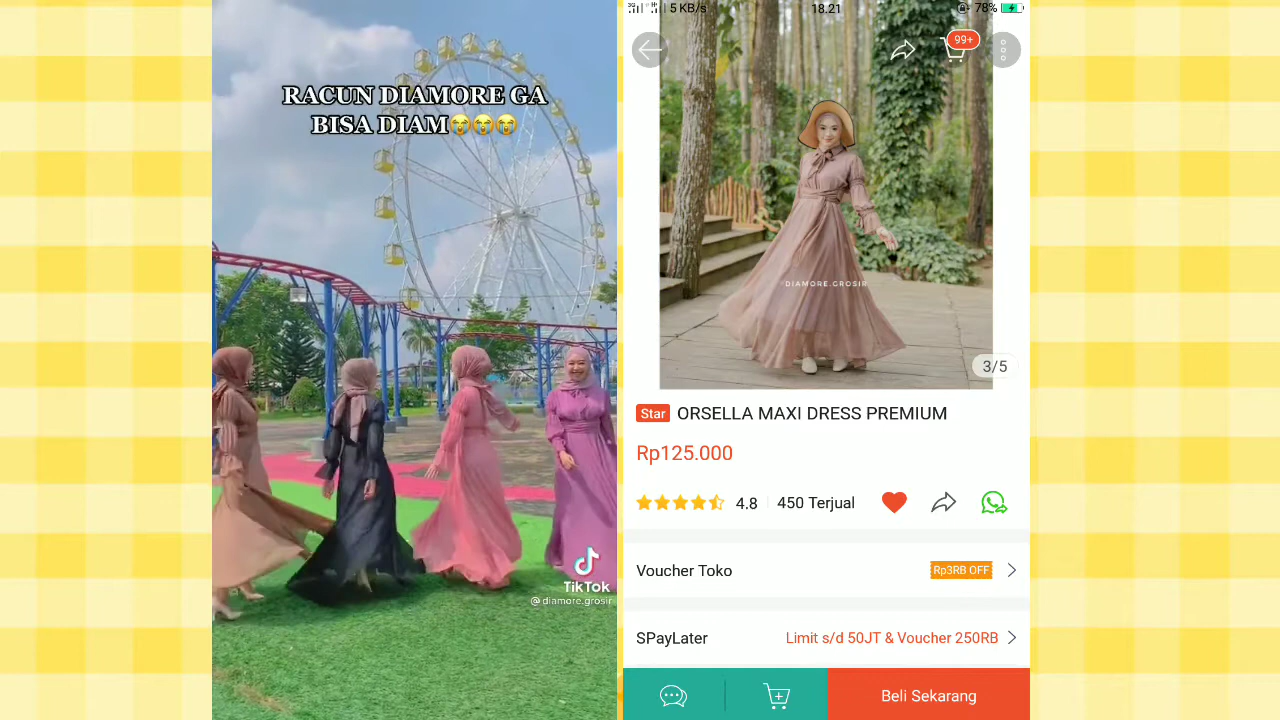 RACUN DIAMORE GA
BISA DIAM😭😭😭
TikTok
@diamore.grosir
5 KB/s
18.21
78%
99+
DIAMORE.GROSIR
3/5
Star ORSELLA MAXI DRESS PREMIUM
Rp125.000
4.8
450 Terjual
Voucher Toko
Rp3RB OFF
SPayLater
Limit s/d 50JT & Voucher 250RB
Beli Sekarang